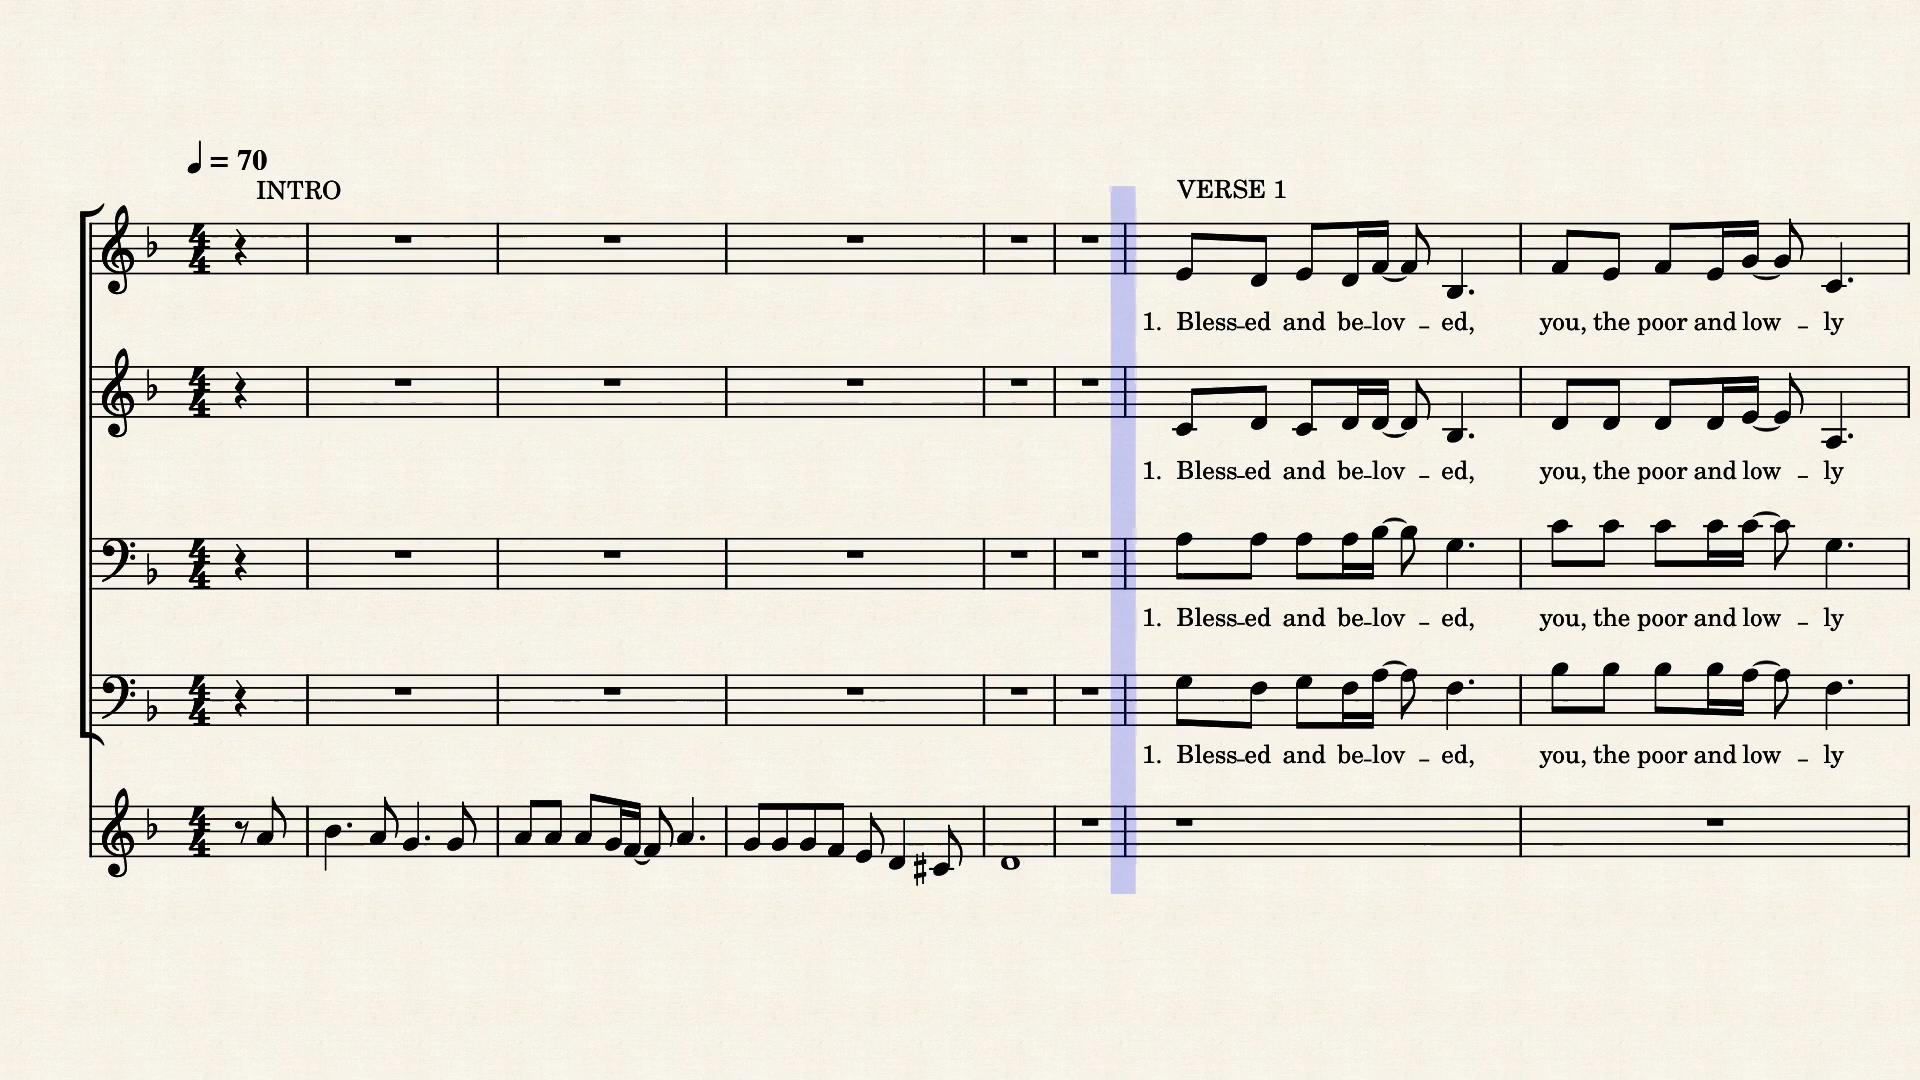 = 70
INTRO
VERSE 1
1. Bless-ed and be-lov - ed, you, the poor and low - ly
1. Bless-ed and be-lov - ed, you, the poor and low - ly
1. Bless-ed and be-lov - ed, you, the poor and low - ly
1. Bless-ed and be-lov - ed, you, the poor and low - ly